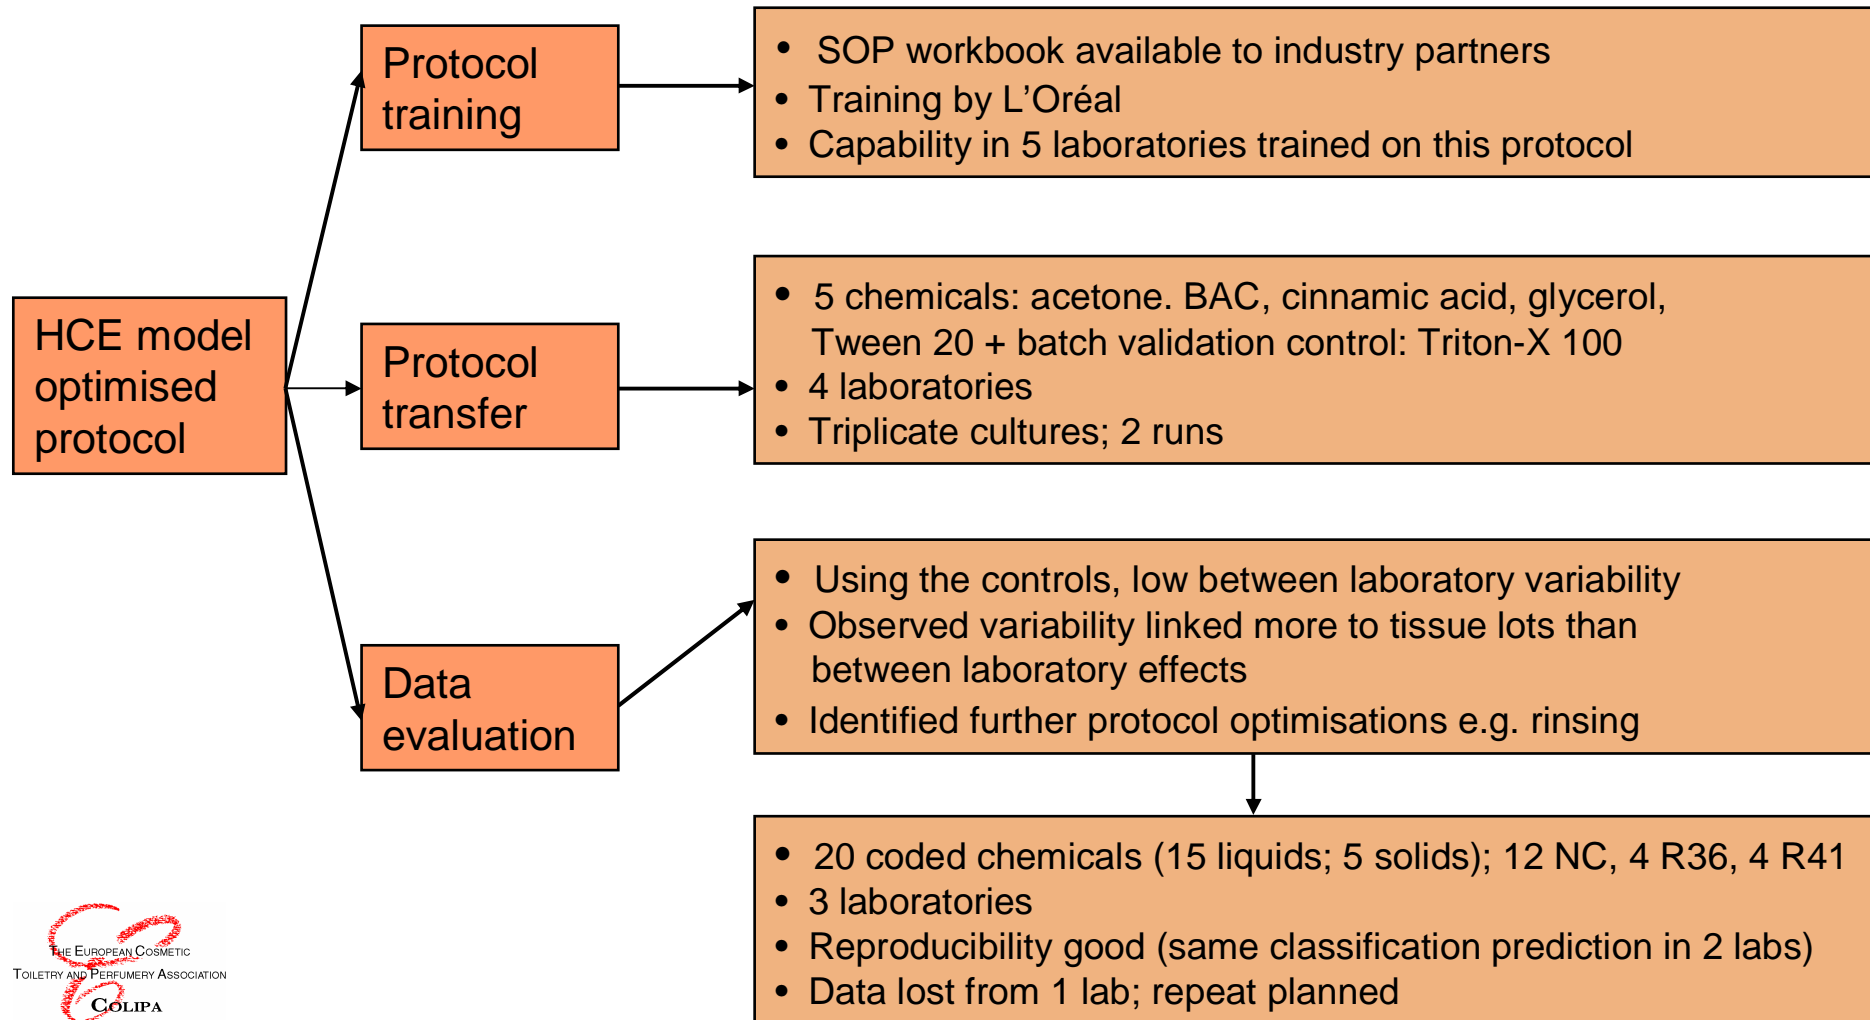 Protocol
training
• SOP workbook available to industry partners
• Training by L’Oréal
• Capability in 5 laboratories trained on this protocol
HCE model
optimised
protocol
Protocol
transfer
• 5 chemicals: acetone. BAC, cinnamic acid, glycerol,
Tween 20 + batch validation control: Triton-X 100
• 4 laboratories
• Triplicate cultures; 2 runs
Data
evaluation
• Using the controls, low between laboratory variability
• Observed variability linked more to tissue lots than
between laboratory effects
• Identified further protocol optimisations e.g. rinsing
• 20 coded chemicals (15 liquids; 5 solids); 12 NC, 4 R36, 4 R41
• 3 laboratories
• Reproducibility good (same classification prediction in 2 labs)
• Data lost from 1 lab; repeat planned
THE EUROPEAN COSMETIC
TOILETRY AND PERFUMERY ASSOCIATION
COLIPA